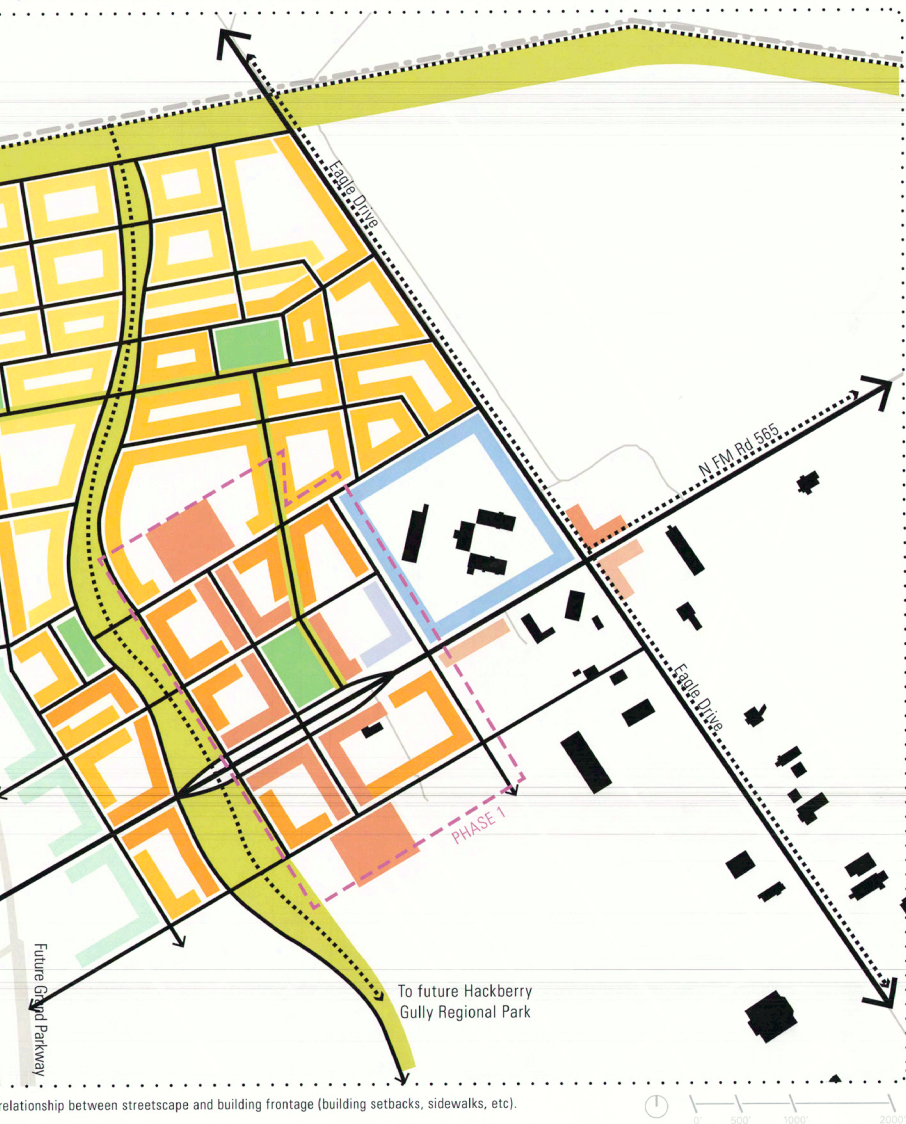 Eagle Drive
N FM Rd 565
Eagle Drive
PHASE 1
To future Hackberry
Gully Regional Park
Future Grand Parkway
relationship between streetscape and building frontage (building setbacks, sidewalks, etc).
0' 500' 1000' 2000'